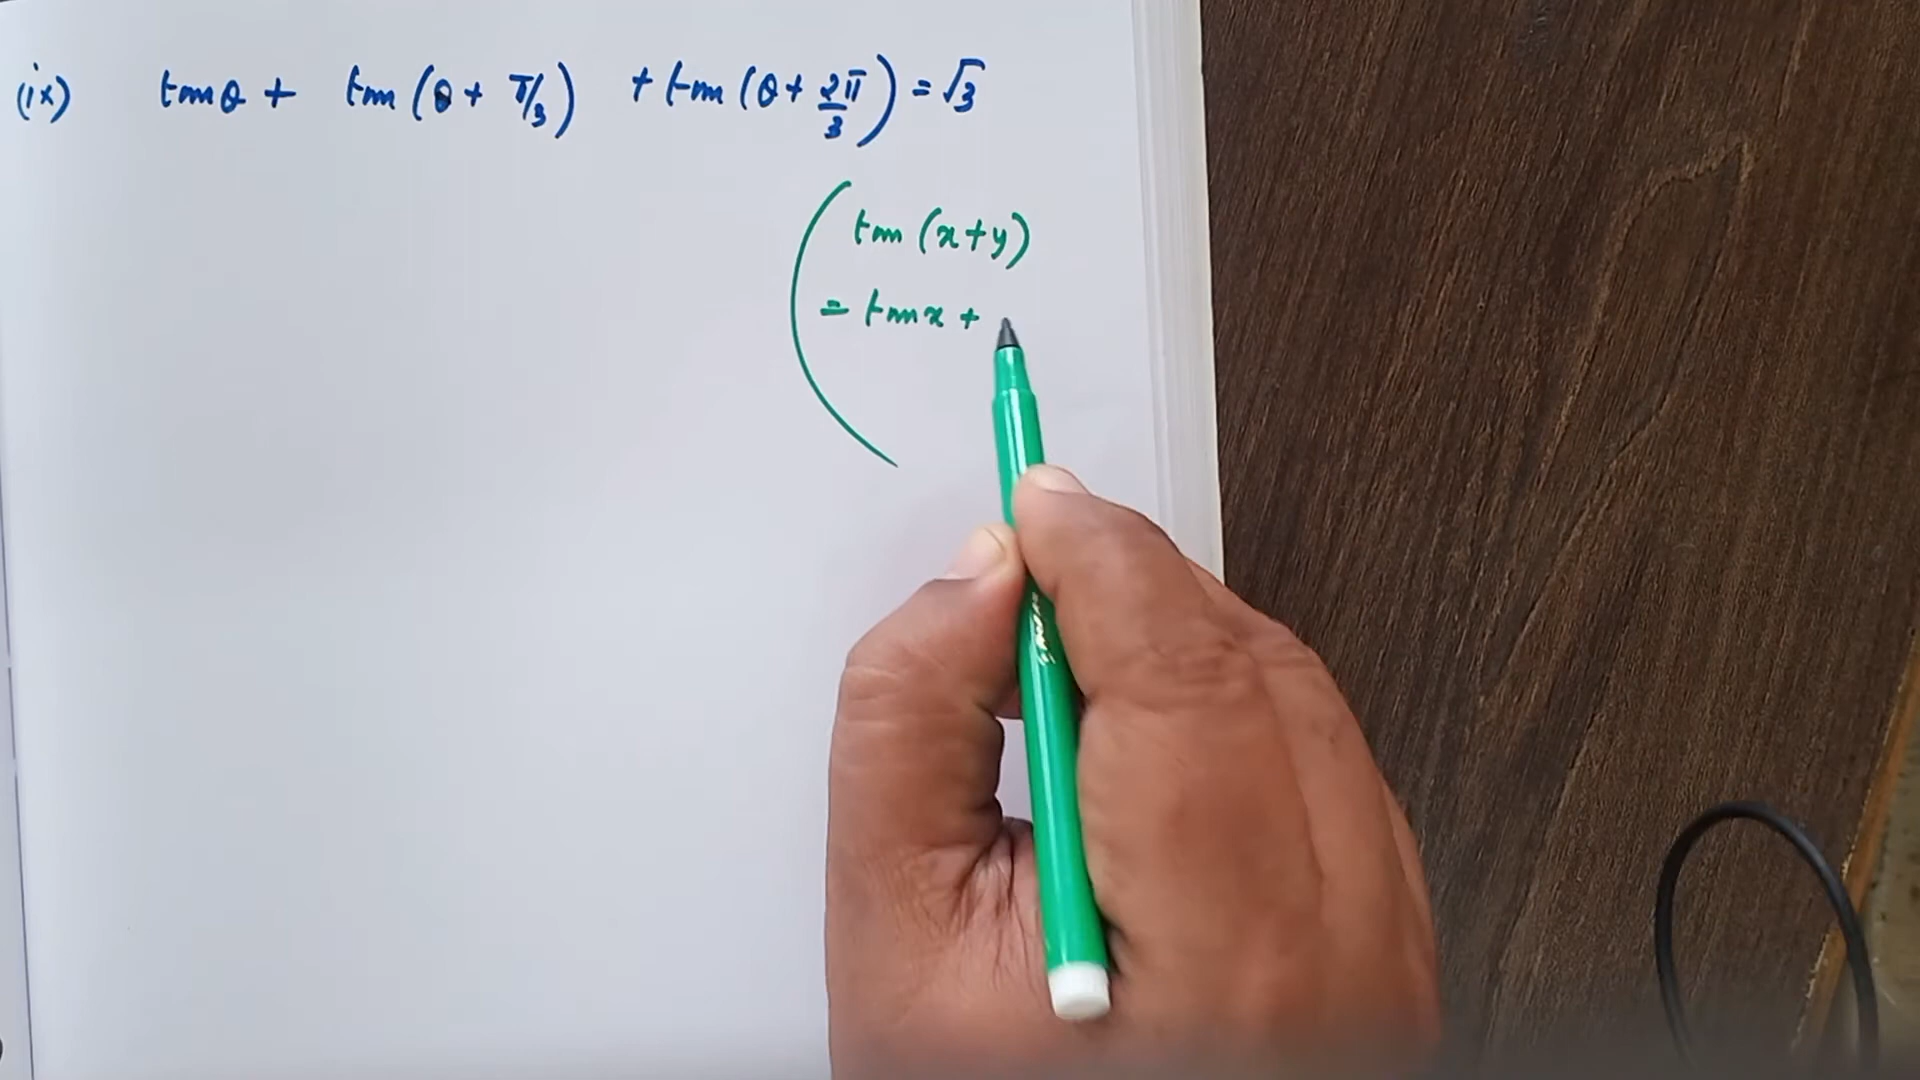 (ix) tanθ + tan(θ + π/3) + tan(θ + 2π/3) = √3
(tan(x+y)
= tanx +